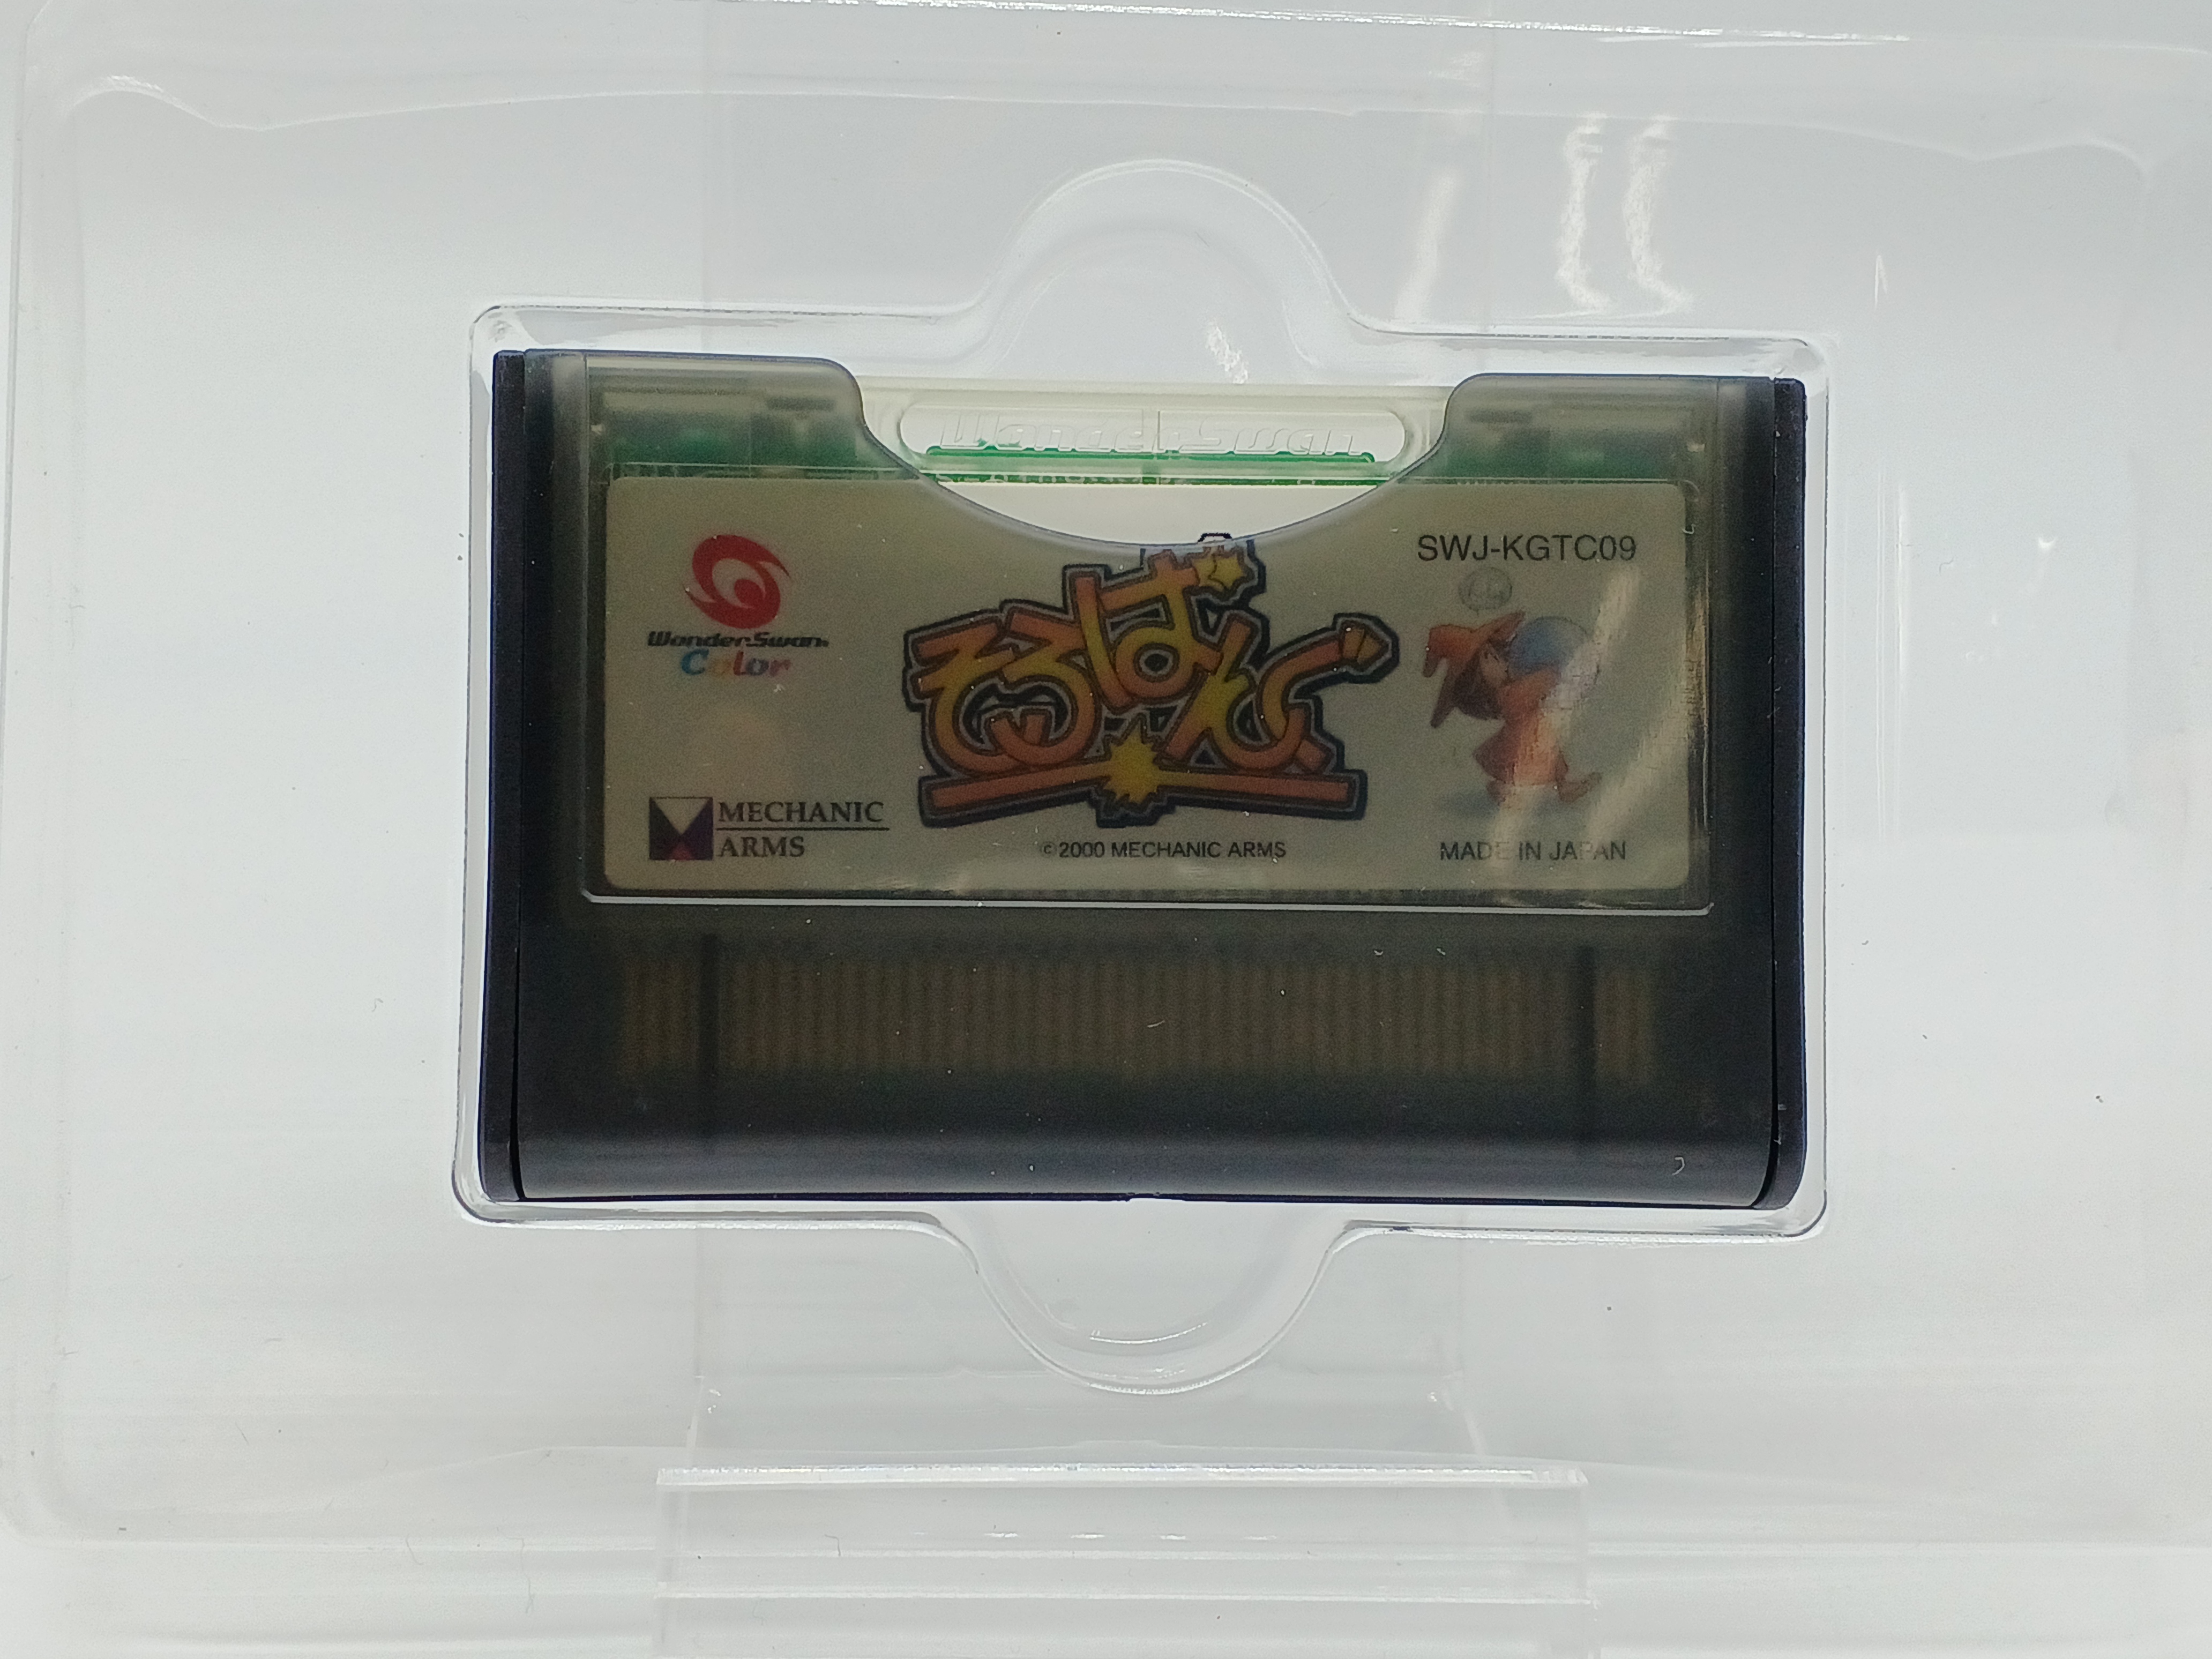 WonderSwan
SWJ-KGTC09
WonderSwan
Color
そろばんぐ
MECHANIC
ARMS
©2000 MECHANIC ARMS
MADE IN JAPAN